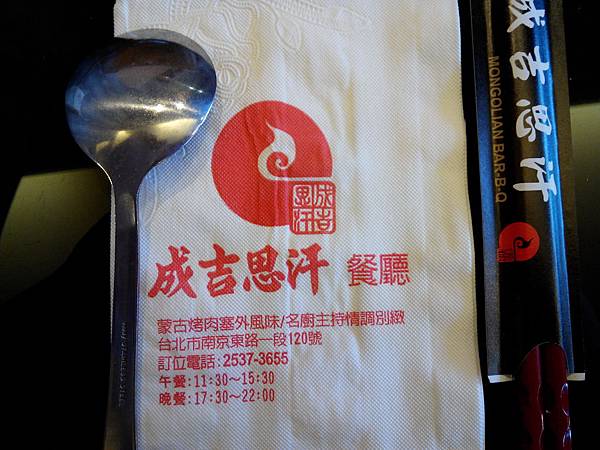 成吉思汗
成吉思汗 餐廳
蒙古烤肉塞外風味/名廚主持情調別緻
台北市南京東路一段120號
訂位電話:2537-3655
午餐:11:30～15:30
晚餐:17:30～22:00
成吉思汗
MONGOLIAN BAR-B-Q